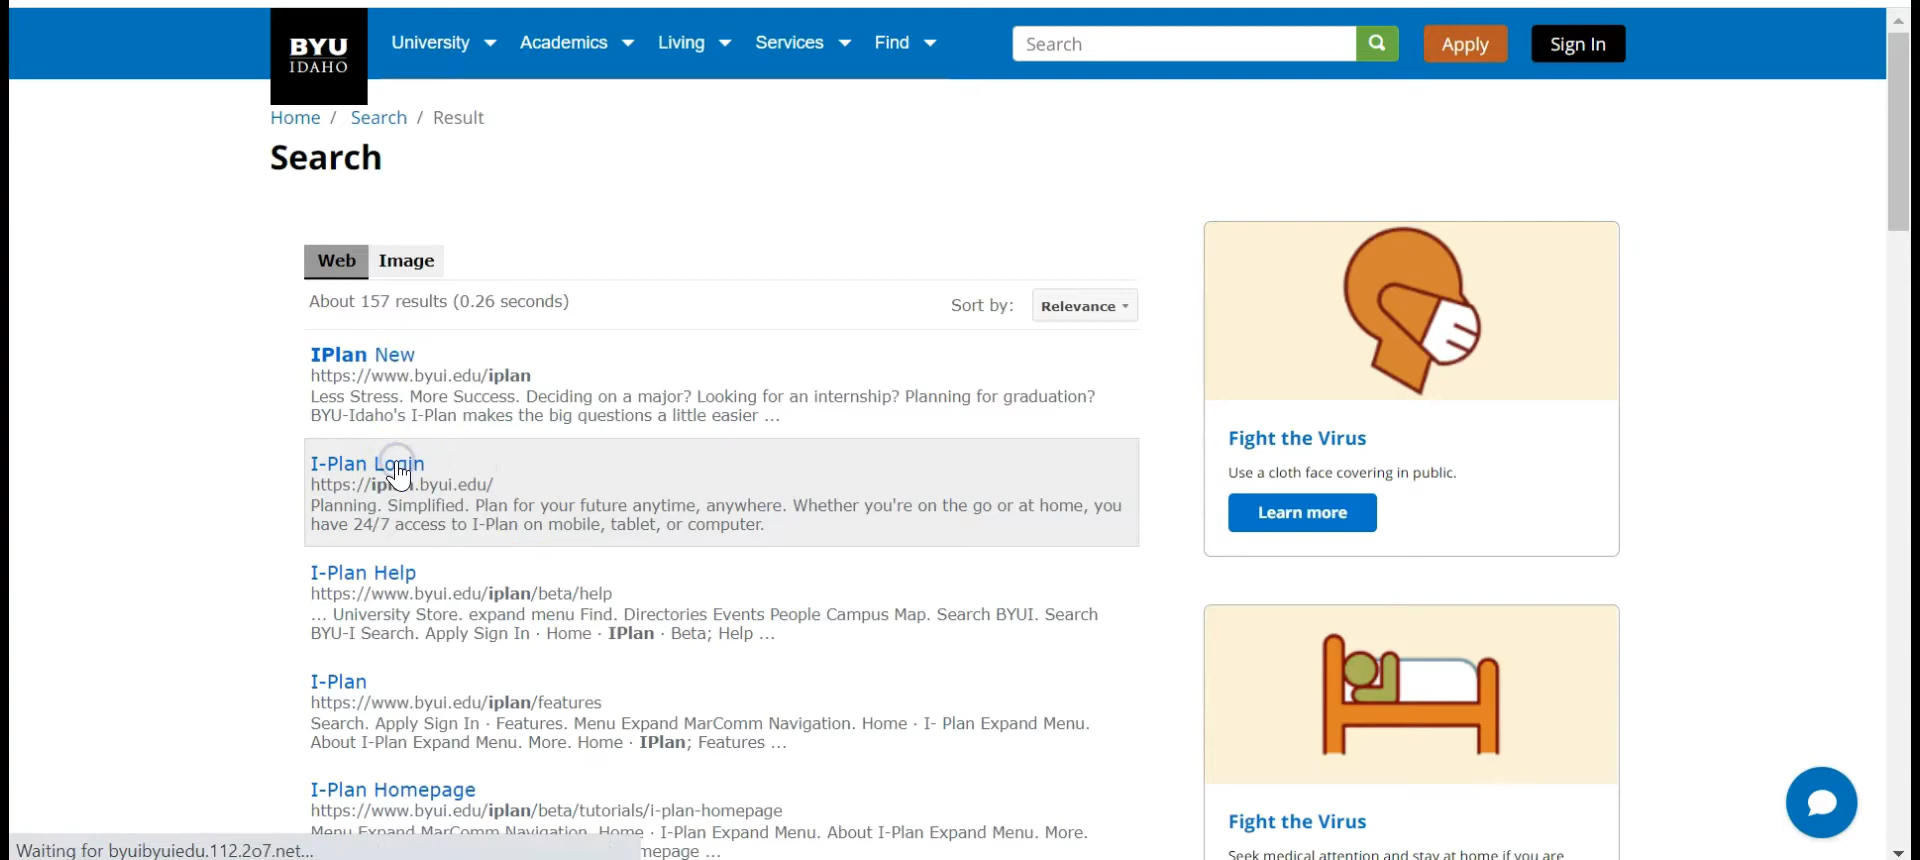 BYU
IDAHO
University Academics Living Services Find
Search
Apply
Sign In
Home / Search / Result
Search
Web Image
About 157 results (0.26 seconds)
Sort by: Relevance
IPlan New
https://www.byui.edu/iplan
Less Stress. More Success. Deciding on a major? Looking for an internship? Planning for graduation?
BYU-Idaho's I-Plan makes the big questions a little easier ...
I-Plan Login
https://iplan.byui.edu/
Planning. Simplified. Plan for your future anytime, anywhere. Whether you're on the go or at home, you
have 24/7 access to I-Plan on mobile, tablet, or computer.
I-Plan Help
https://www.byui.edu/iplan/beta/help
... University Store. expand menu Find. Directories Events People Campus Map. Search BYUI. Search
BYU-I Search. Apply Sign In · Home · IPlan · Beta; Help ...
I-Plan
https://www.byui.edu/iplan/features
Search. Apply Sign In · Features. Menu Expand MarComm Navigation. Home · I- Plan Expand Menu.
About I-Plan Expand Menu. More. Home · IPlan; Features ...
I-Plan Homepage
https://www.byui.edu/iplan/beta/tutorials/i-plan-homepage
Menu Expand MarComm Navigation. Home · I-Plan Expand Menu. About I-Plan Expand Menu. More.
mepage ...
Waiting for byuibyuiedu.112.2o7.net...
Fight the Virus
Use a cloth face covering in public.
Learn more
Fight the Virus
Seek medical attention and stay at home if you are